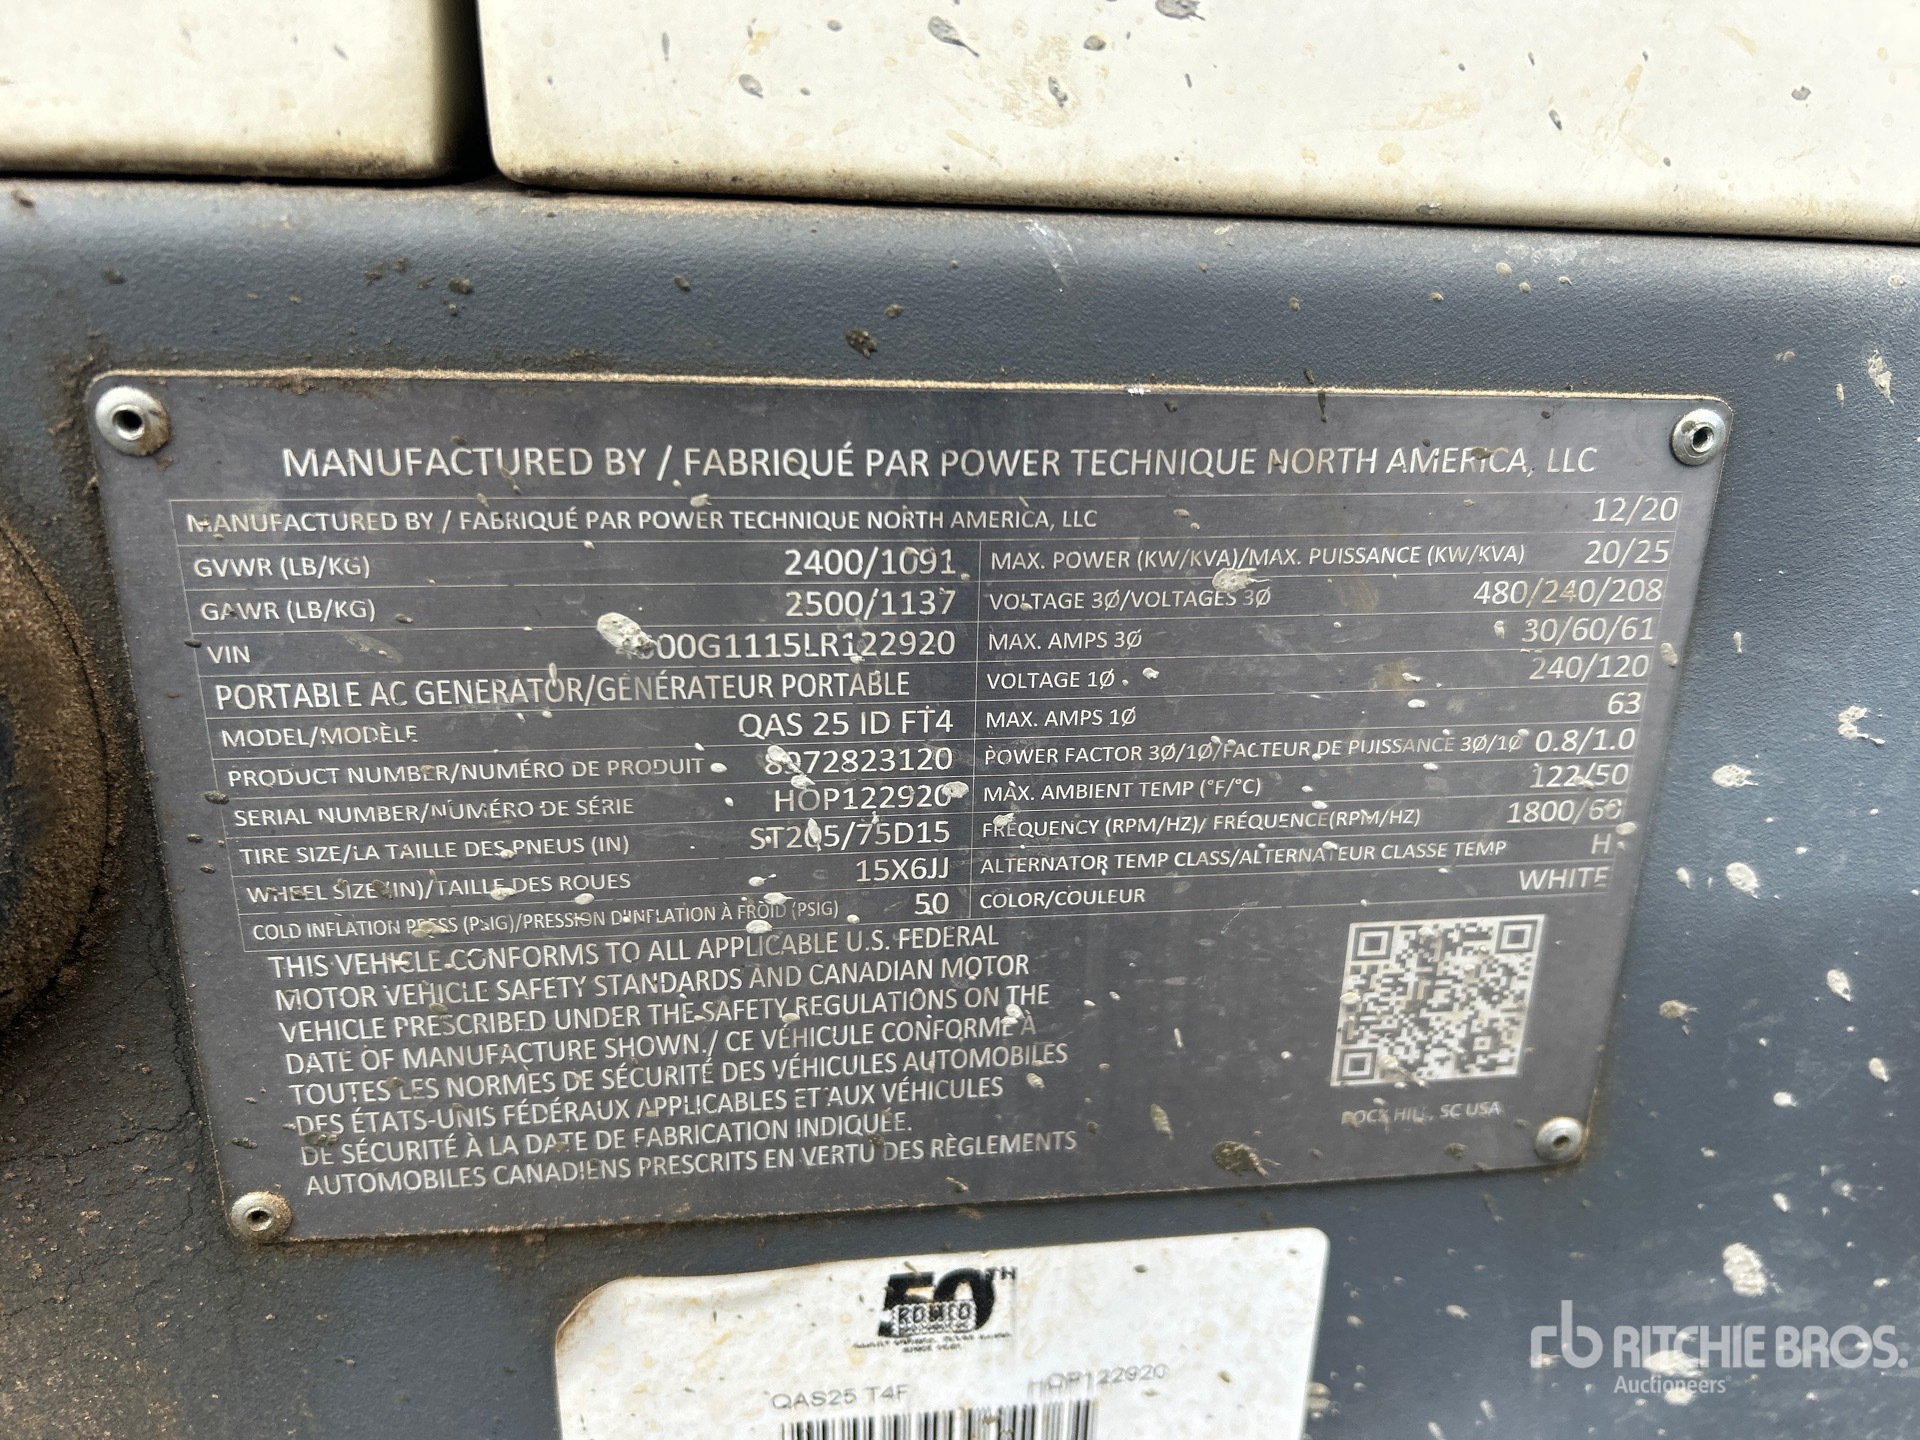 MANUFACTURED BY / FABRIQUÉ PAR POWER TECHNIQUE NORTH AMERICA, LLC
MANUFACTURED BY / FABRIQUÉ PAR POWER TECHNIQUE NORTH AMERICA, LLC 12/20
GVWR (LB/KG) 2400/1091
GAWR (LB/KG) 2500/1137
VIN
PORTABLE AC GENERATOR/GÉNÉRATEUR PORTABLE
MODEL/MODÈLE QAS 25 ID FT4
PRODUCT NUMBER/NUMÉRO DE PRODUIT
SERIAL NUMBER/NUMÉRO DE SÉRIE HOP122920
TIRE SIZE/LA TAILLE DES PNEUS (IN) ST205/75D15
WHEEL SIZE (IN)/TAILLE DES ROUES 15X6JJ
COLD INFLATION PRESS (PSIG)/PRESSION D'INFLATION À FROID (PSIG) 50
MAX. POWER (KW/KVA)/MAX. PUISSANCE (KW/KVA) 20/25
VOLTAGE 3Ø/VOLTAGES 3Ø 480/240/208
MAX. AMPS 3Ø 30/60/61
VOLTAGE 1Ø 240/120
MAX. AMPS 1Ø 63
POWER FACTOR 3Ø/1Ø/FACTEUR DE PUISSANCE 3Ø/1Ø 0.8/1.0
MAX. AMBIENT TEMP (°F/°C) 122/50
FREQUENCY (RPM/HZ)/ FRÉQUENCE(RPM/HZ) 1800/60
ALTERNATOR TEMP CLASS/ALTERNATEUR CLASSE TEMP H
COLOR/COULEUR WHITE
THIS VEHICLE CONFORMS TO ALL APPLICABLE U.S. FEDERAL
MOTOR VEHICLE SAFETY STANDARDS AND CANADIAN MOTOR
VEHICLE PRESCRIBED UNDER THE SAFETY REGULATIONS ON THE
DATE OF MANUFACTURE SHOWN./ CE VÉHICULE CONFORME À
TOUTES LES NORMES DE SÉCURITÉ DES VÉHICULES AUTOMOBILES
DES ÉTATS-UNIS FÉDÉRAUX APPLICABLES ET AUX VÉHICULES
DE SÉCURITÉ À LA DATE DE FABRICATION INDIQUÉE.
AUTOMOBILES CANADIENS PRESCRITS EN VERTU DES RÈGLEMENTS
ROCK HILL, SC USA
50TH
ROMCO
QAS25 T4F HOP122920
rb RITCHIE BROS.
Auctioneers